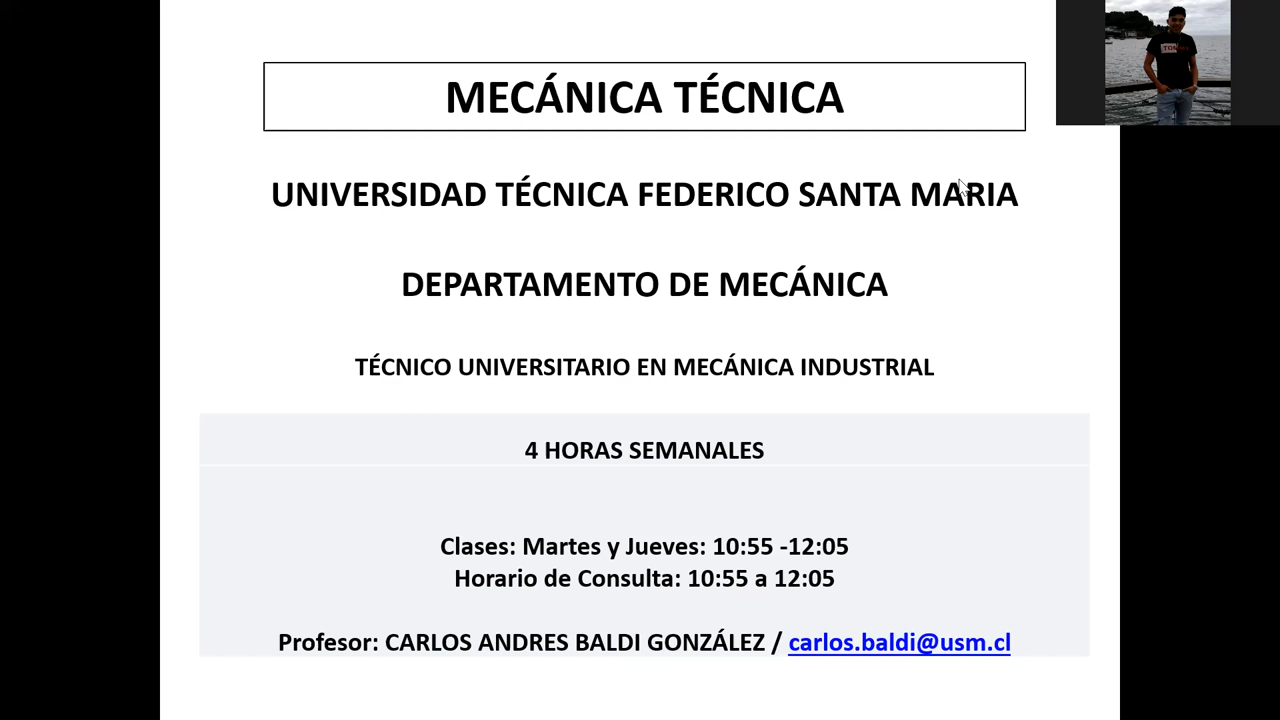 MECÁNICA TÉCNICA
UNIVERSIDAD TÉCNICA FEDERICO SANTA MARIA
DEPARTAMENTO DE MECÁNICA
TÉCNICO UNIVERSITARIO EN MECÁNICA INDUSTRIAL
4 HORAS SEMANALES
Clases: Martes y Jueves: 10:55 -12:05
Horario de Consulta: 10:55 a 12:05
Profesor: CARLOS ANDRES BALDI GONZÁLEZ / carlos.baldi@usm.cl